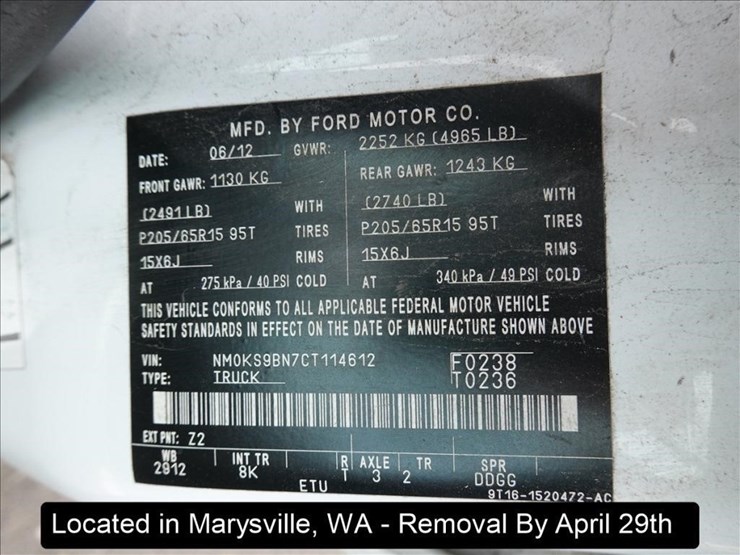 MFD. BY FORD MOTOR CO.
DATE: 06/12 GVWR: 2252 KG (4965 LB)
FRONT GAWR: 1130 KG REAR GAWR: 1243 KG
(2491 LB) WITH (2740 LB) WITH
P205/65R15 95T TIRES P205/65R15 95T TIRES
15X6J RIMS 15X6J RIMS
AT 275 kPa / 40 PSI COLD AT 340 kPa / 49 PSI COLD
THIS VEHICLE CONFORMS TO ALL APPLICABLE FEDERAL MOTOR VEHICLE
SAFETY STANDARDS IN EFFECT ON THE DATE OF MANUFACTURE SHOWN ABOVE
VIN: NM0KS9BN7CT114612 F0238
TYPE: TRUCK T0236
EXT PNT: Z2
WB INT TR R AXLE TR SPR
2912 8K T 3 2 DDGG
ETU 9T16-1520472-AC
Located in Marysville, WA - Removal By April 29th